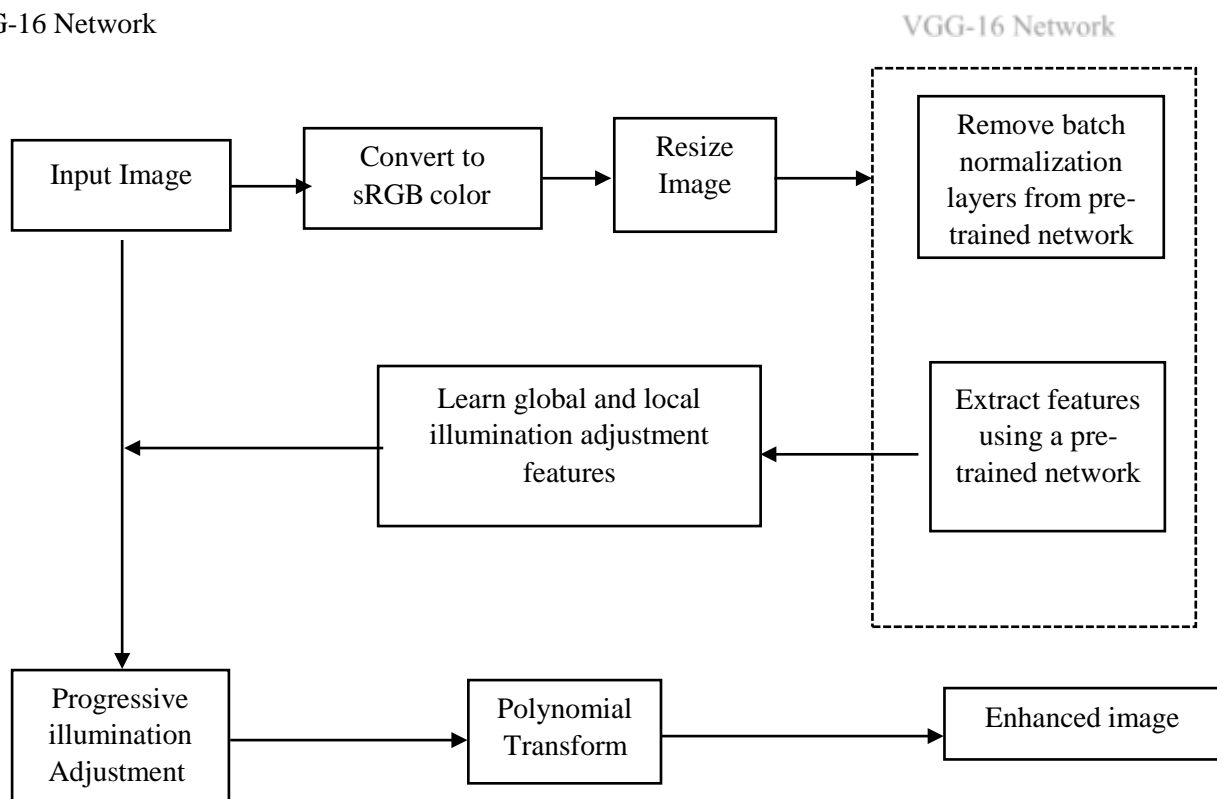 G-16 Network
VGG-16 Network
Input Image
Convert to
sRGB color
Resize
Image
Remove batch
normalization
layers from pre-
trained network
Learn global and local
illumination adjustment
features
Extract features
using a pre-
trained network
Progressive
illumination
Adjustment
Polynomial
Transform
Enhanced image